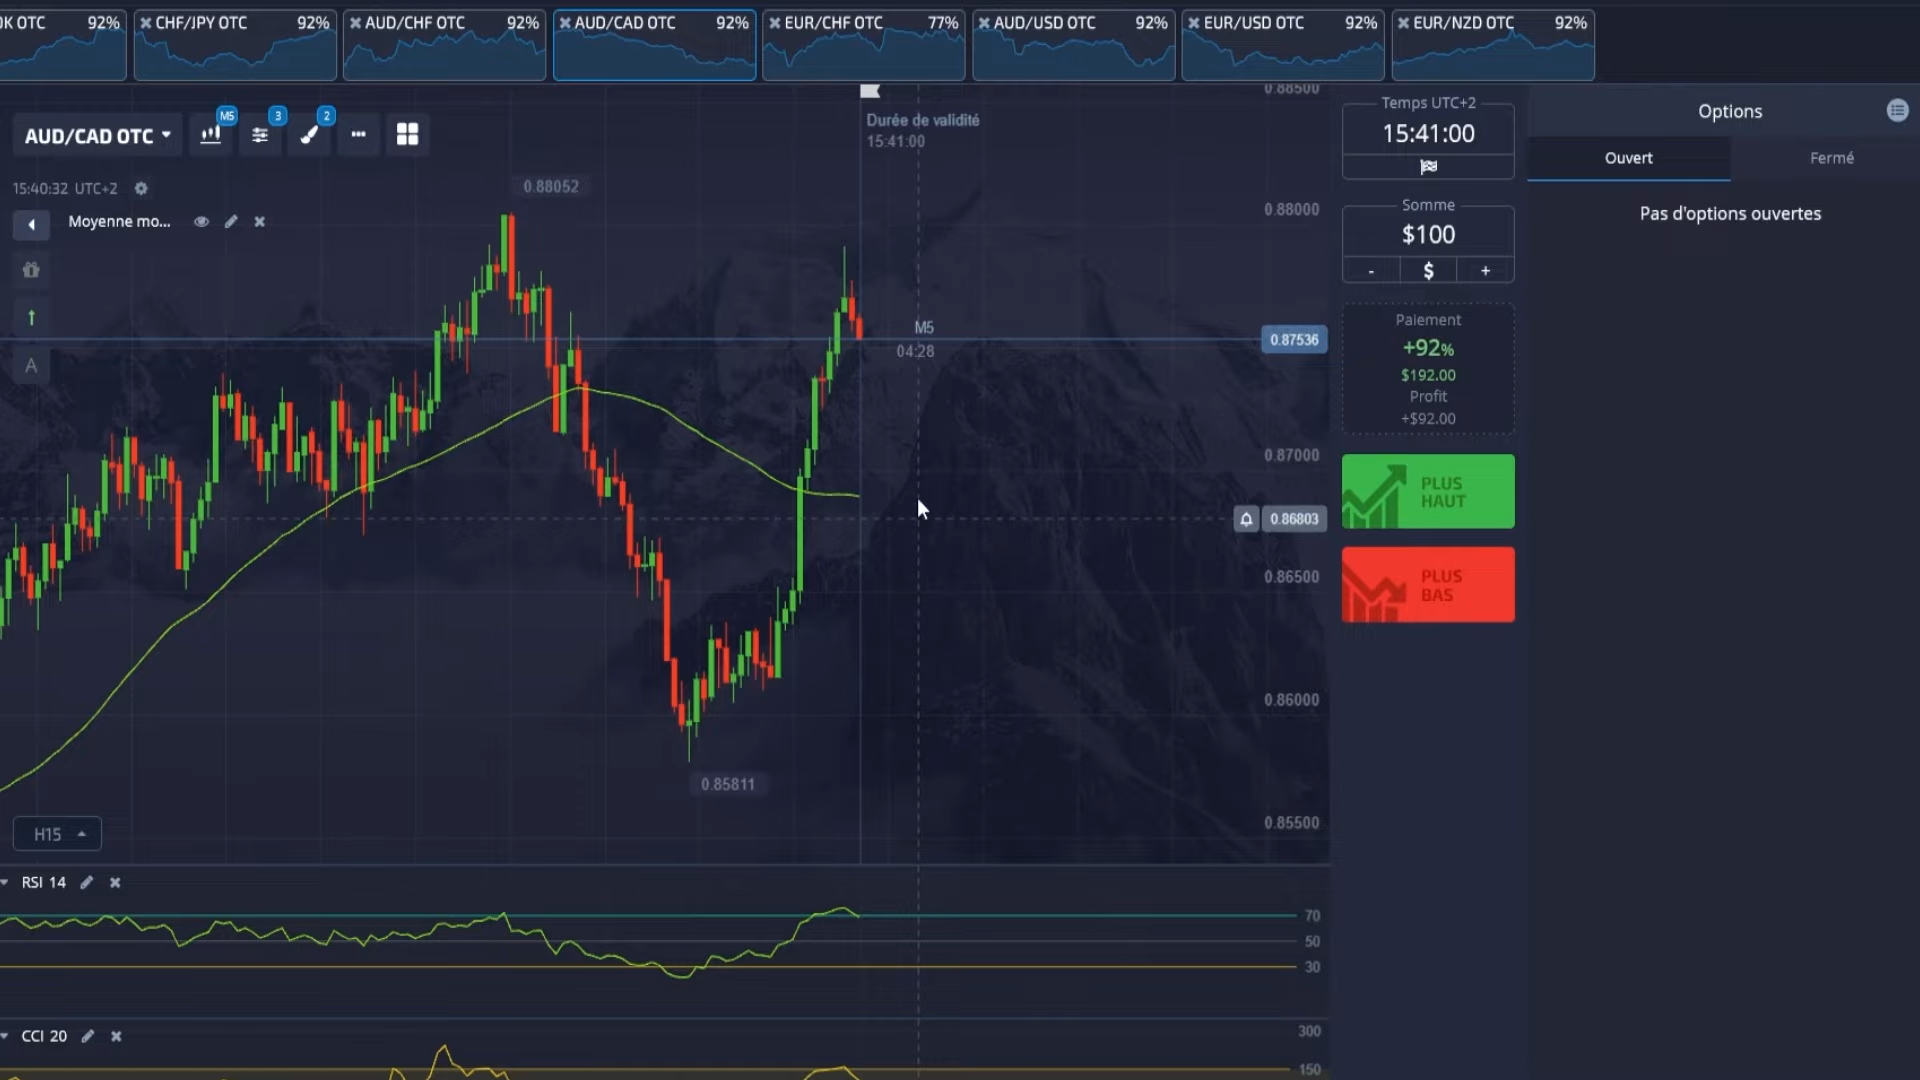 K OTC 92%
CHF/JPY OTC 92%
AUD/CHF OTC 92%
AUD/CAD OTC 92%
EUR/CHF OTC 77%
AUD/USD OTC 92%
EUR/USD OTC 92%
EUR/NZD OTC 92%
AUD/CAD OTC
M5
3
2
15:40:32 UTC+2
Moyenne mo...
A
Durée de validité
15:41:00
0.88052
M5
04:28
0.85811
0.88500
0.88000
0.87536
0.87000
0.86803
0.86500
0.86000
0.85500
H15
RSI 14
70
50
30
CCI 20
300
150
Temps UTC+2
15:41:00
Somme
$100
- $ +
Paiement
+92%
$192.00
Profit
+$92.00
PLUS
HAUT
PLUS
BAS
Options
Ouvert
Fermé
Pas d'options ouvertes